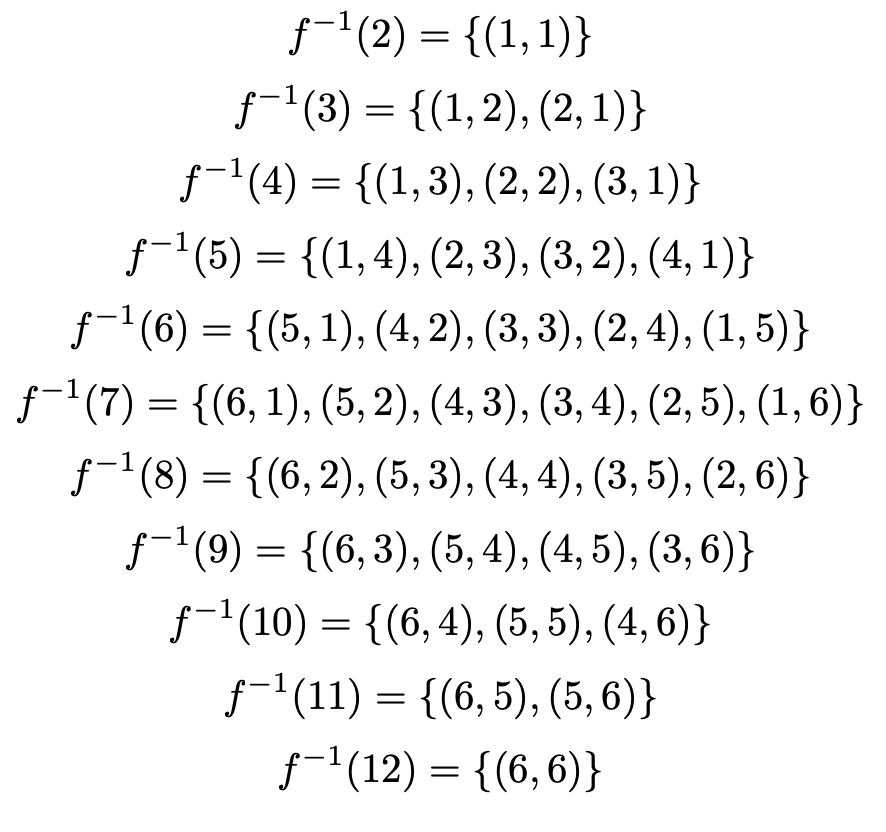 f⁻¹(2) = {(1, 1)}
f⁻¹(3) = {(1, 2), (2, 1)}
f⁻¹(4) = {(1, 3), (2, 2), (3, 1)}
f⁻¹(5) = {(1, 4), (2, 3), (3, 2), (4, 1)}
f⁻¹(6) = {(5, 1), (4, 2), (3, 3), (2, 4), (1, 5)}
f⁻¹(7) = {(6, 1), (5, 2), (4, 3), (3, 4), (2, 5), (1, 6)}
f⁻¹(8) = {(6, 2), (5, 3), (4, 4), (3, 5), (2, 6)}
f⁻¹(9) = {(6, 3), (5, 4), (4, 5), (3, 6)}
f⁻¹(10) = {(6, 4), (5, 5), (4, 6)}
f⁻¹(11) = {(6, 5), (5, 6)}
f⁻¹(12) = {(6, 6)}